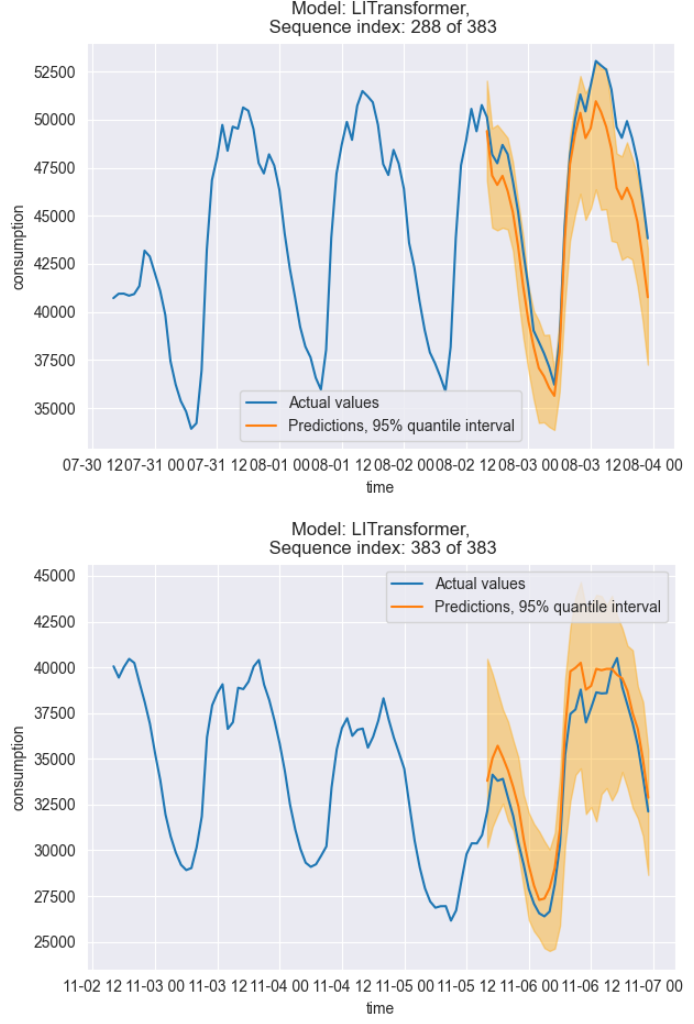 Model: LITransformer,
Sequence index: 288 of 383
52500
50000
47500
45000
42500
40000
37500
35000
consumption
Actual values
Predictions, 95% quantile interval
07-30 12 07-31 00 07-31 12 08-01 00 08-01 12 08-02 00 08-02 12 08-03 00 08-03 12 08-04 00
time
Model: LITransformer,
Sequence index: 383 of 383
45000
42500
40000
37500
35000
32500
30000
27500
25000
consumption
Actual values
Predictions, 95% quantile interval
11-02 12 11-03 00 11-03 12 11-04 00 11-04 12 11-05 00 11-05 12 11-06 00 11-06 12 11-07 00
time